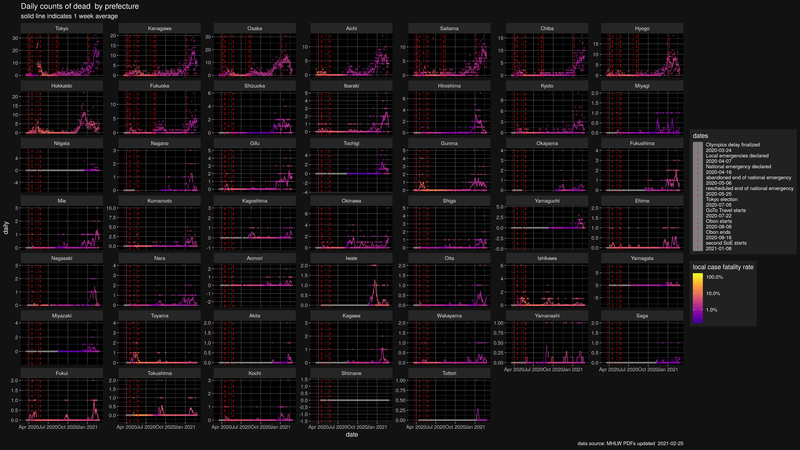 Daily counts of dead by prefecture
solid line indicates 1 week average
Tokyo
Kanagawa
Osaka
Aichi
Saitama
Chiba
Hyogo
Hokkaido
Fukuoka
Shizuoka
Ibaraki
Hiroshima
Kyoto
Miyagi
Niigata
Nagano
Gifu
Tochigi
Gunma
Okayama
Fukushima
Mie
Kumamoto
Kagoshima
Okinawa
Shiga
Yamaguchi
Ehime
Nagasaki
Nara
Aomori
Iwate
Oita
Ishikawa
Yamagata
Miyazaki
Toyama
Akita
Kagawa
Wakayama
Yamanashi
Saga
Fukui
Tokushima
Kochi
Shimane
Tottori
daily
date
Apr 2020 Jul 2020 Oct 2020 Jan 2021
dates
Olympics delay finalized
2020-03-24
Local emergencies declared
2020-04-07
National emergency declared
2020-04-16
abandoned end of national emergency
2020-05-06
rescheduled end of national emergency
2020-05-25
Tokyo election
2020-07-05
GoTo Travel starts
2020-07-22
Obon starts
2020-08-08
Obon ends
2020-08-16
second SoE starts
2021-01-08
local case fatality rate
100.0%
10.0%
1.0%
data source: MHLW PDFs updated 2021-02-25